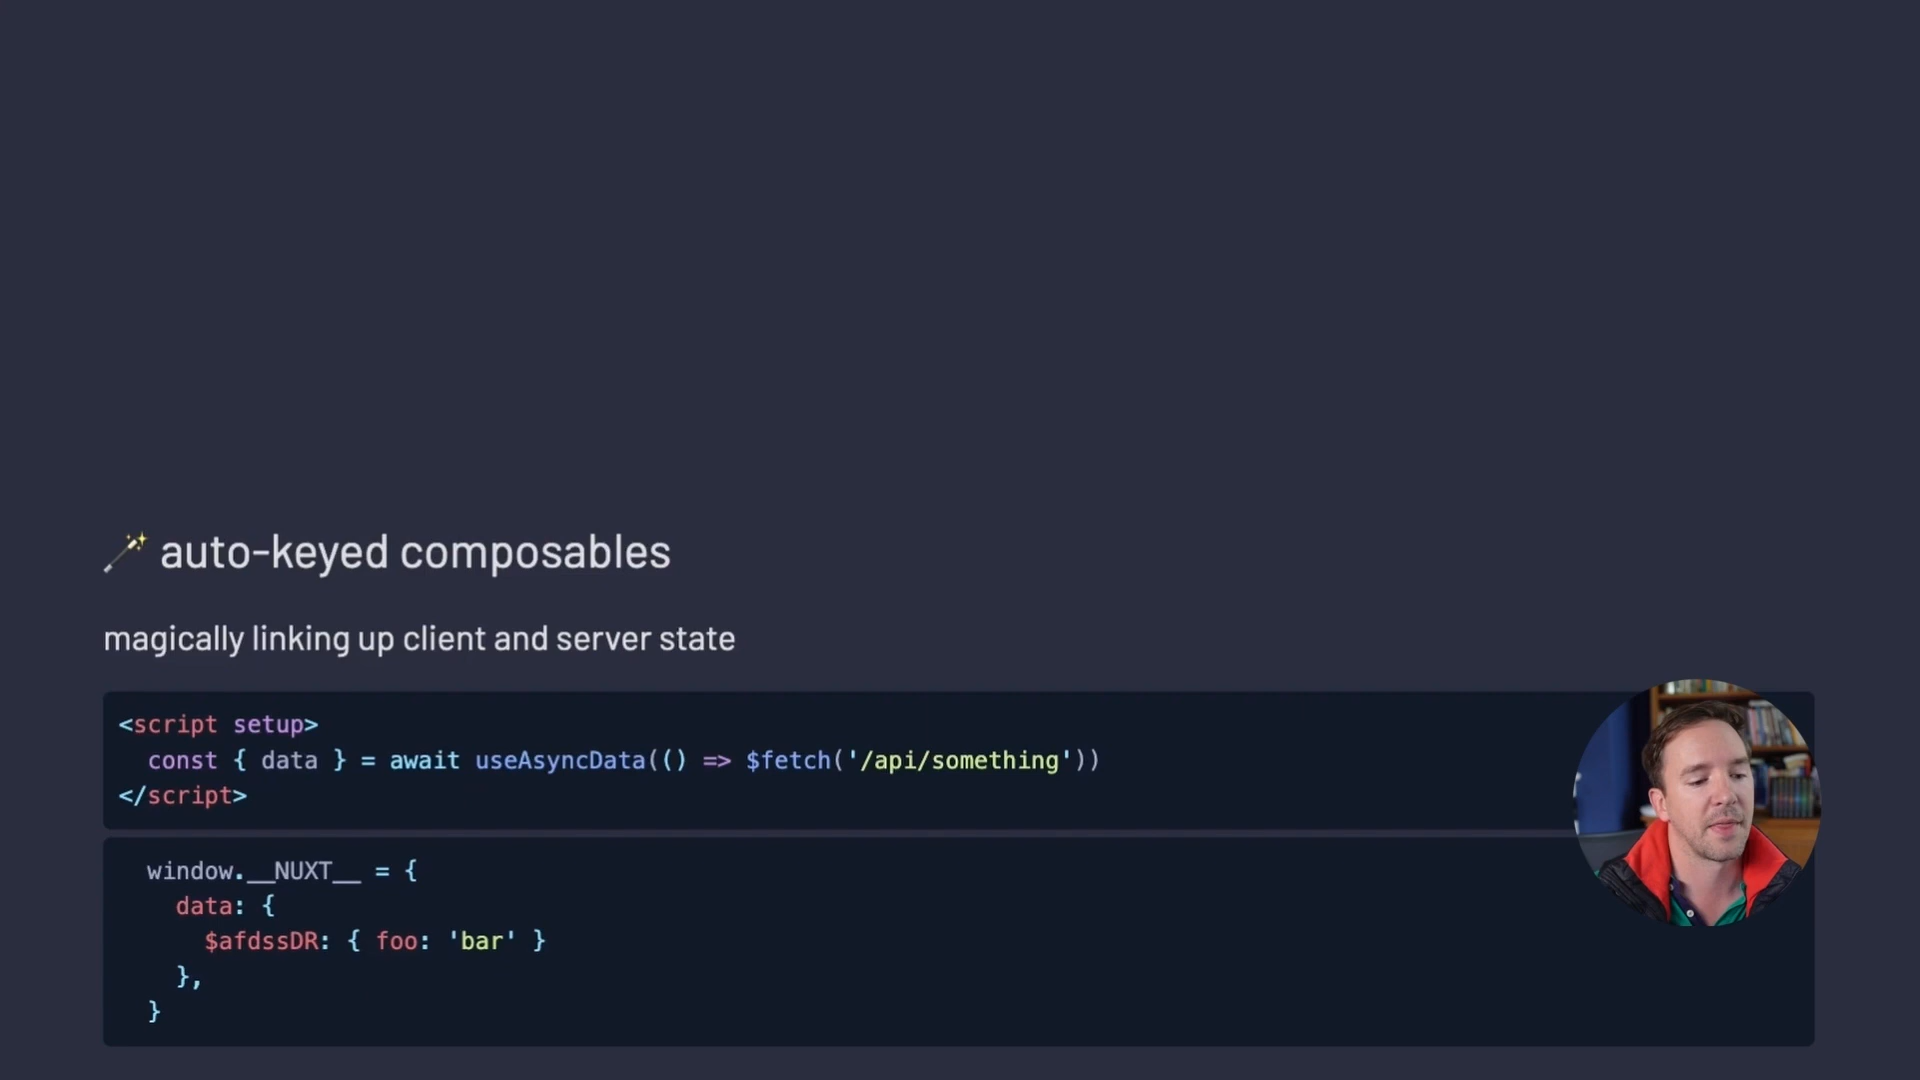 auto-keyed composables
magically linking up client and server state
<script setup>
const { data } = await useAsyncData(() => $fetch('/api/something'))
</script>
window.__NUXT__ = {
data: {
$afdssDR: { foo: 'bar' }
},
}